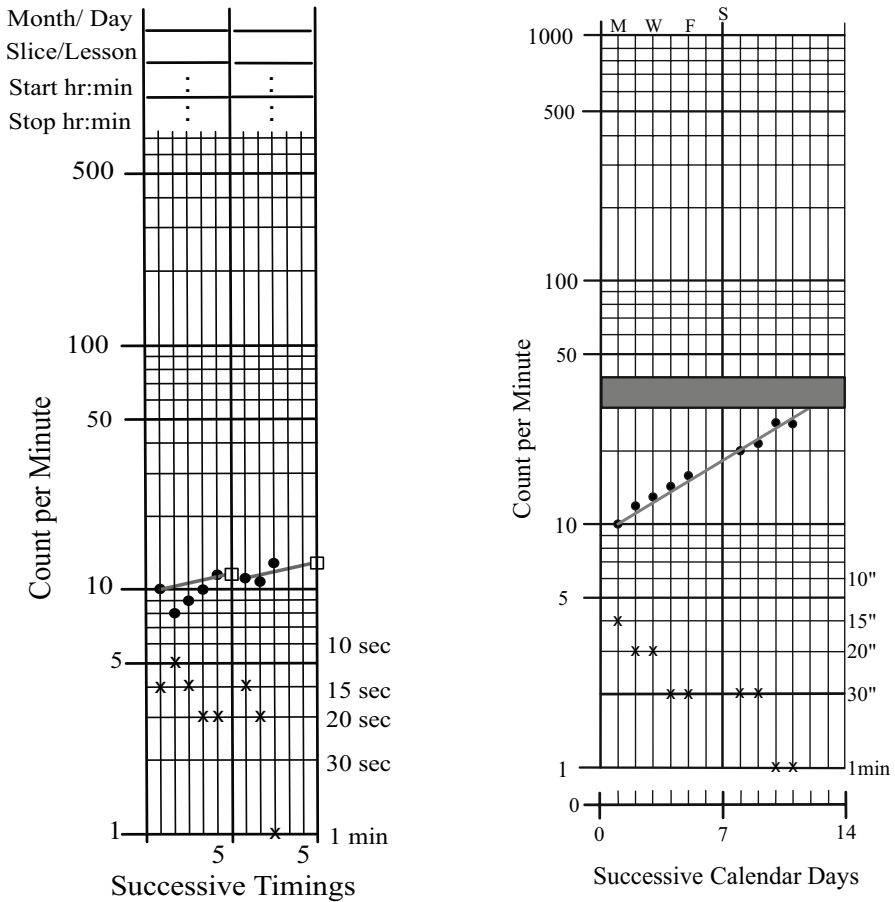 Month/ Day
Slice/Lesson
Start hr:min
Stop hr:min
500
100
50
10
5
1
Count per Minute
10 sec
15 sec
20 sec
30 sec
1 min
5 5
Successive Timings
M W F S
1000
500
100
50
10
5
1
0
Count per Minute
10"
15"
20"
30"
1min
0 7 14
Successive Calendar Days